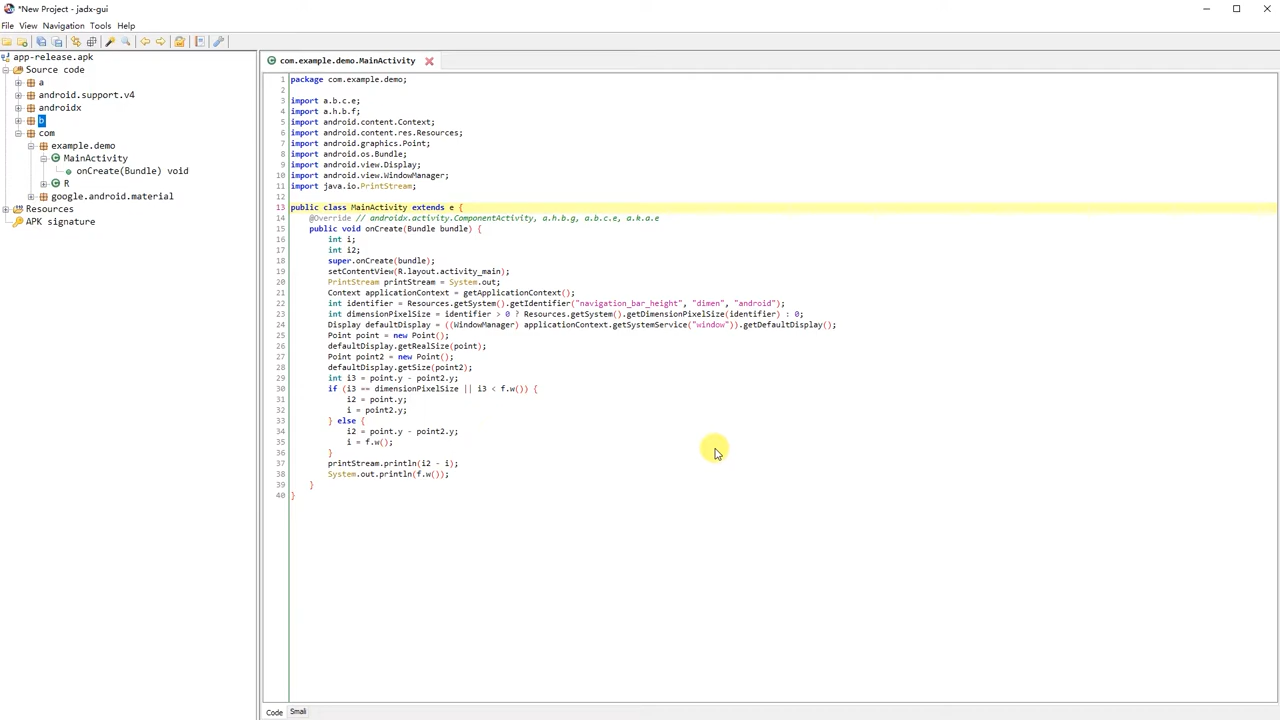 *New Project - jadx-gui
File View Navigation Tools Help
app-release.apk
Source code
a
android.support.v4
androidx
b
com
example.demo
MainActivity
onCreate(Bundle) void
R
google.android.material
Resources
APK signature
com.example.demo.MainActivity
1 package com.example.demo;
2
3 import a.b.c.e;
4 import a.h.b.f;
5 import android.content.Context;
6 import android.content.res.Resources;
7 import android.graphics.Point;
8 import android.os.Bundle;
9 import android.view.Display;
10 import android.view.WindowManager;
11 import java.io.PrintStream;
12
13 public class MainActivity extends e {
14 @Override // androidx.activity.ComponentActivity, a.h.b.g, a.b.c.e, a.k.a.e
15 public void onCreate(Bundle bundle) {
16 int i;
17 int i2;
18 super.onCreate(bundle);
19 setContentView(R.layout.activity_main);
20 PrintStream printStream = System.out;
21 Context applicationContext = getApplicationContext();
22 int identifier = Resources.getSystem().getIdentifier("navigation_bar_height", "dimen", "android");
23 int dimensionPixelSize = identifier > 0 ? Resources.getSystem().getDimensionPixelSize(identifier) : 0;
24 Display defaultDisplay = ((WindowManager) applicationContext.getSystemService("window")).getDefaultDisplay();
25 Point point = new Point();
26 defaultDisplay.getRealSize(point);
27 Point point2 = new Point();
28 defaultDisplay.getSize(point2);
29 int i3 = point.y - point2.y;
30 if (i3 == dimensionPixelSize || i3 < f.w()) {
31 i2 = point.y;
32 i = point2.y;
33 } else {
34 i2 = point.y - point2.y;
35 i = f.w();
36 }
37 printStream.println(i2 - i);
38 System.out.println(f.w());
39 }
40 }
Code Smali